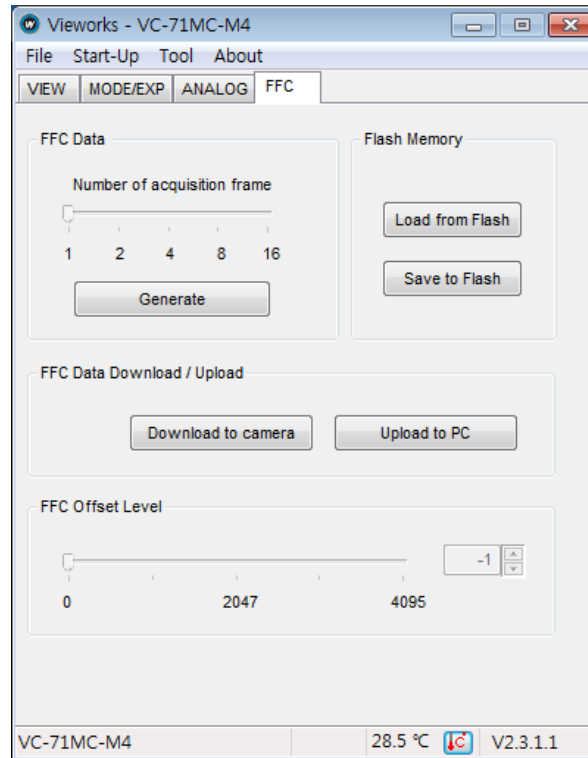 Vieworks - VC-71MC-M4
File Start-Up Tool About
VIEW MODE/EXP ANALOG FFC
FFC Data
Flash Memory
Number of acquisition frame
1 2 4 8 16
Generate
Load from Flash
Save to Flash
FFC Data Download / Upload
Download to camera Upload to PC
FFC Offset Level
-1
0 2047 4095
VC-71MC-M4 28.5 ℃ C V2.3.1.1